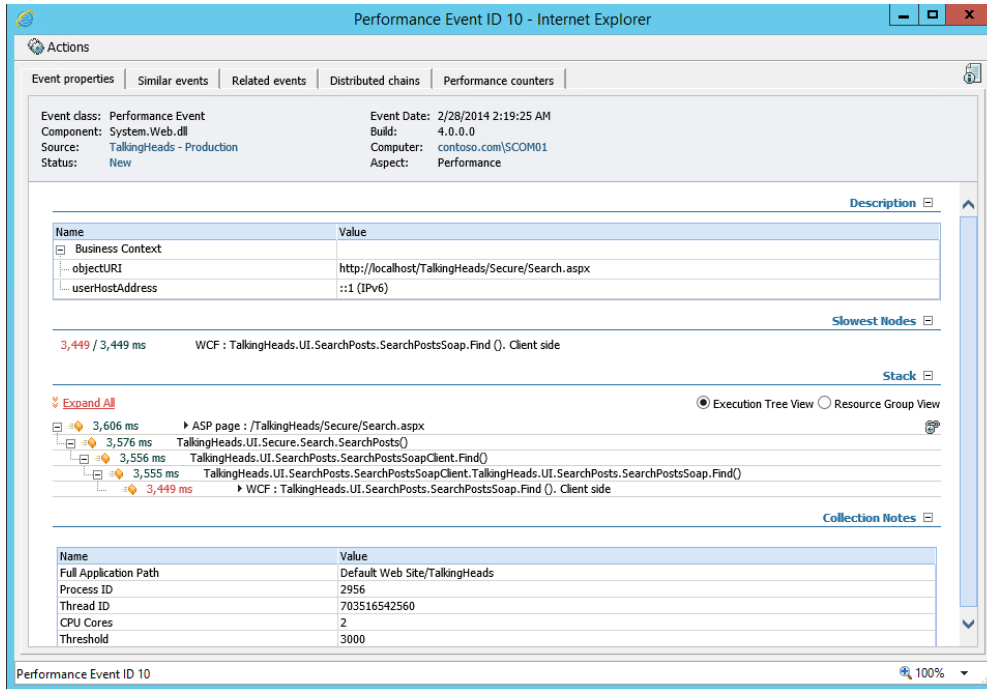 Performance Event ID 10 - Internet Explorer
Actions
Event properties Similar events Related events Distributed chains Performance counters
Event class: Performance Event Event Date: 2/28/2014 2:19:25 AM
Component: System.Web.dll Build: 4.0.0.0
Source: TalkingHeads - Production Computer: contoso.com\SCOM01
Status: New Aspect: Performance
Description
Name Value
Business Context
objectURI http://localhost/TalkingHeads/Secure/Search.aspx
userHostAddress ::1 (IPv6)
Slowest Nodes
3,449 / 3,449 ms WCF : TalkingHeads.UI.SearchPosts.SearchPostsSoap.Find (). Client side
Stack
Expand All Execution Tree View Resource Group View
3,606 ms ASP page : /TalkingHeads/Secure/Search.aspx
3,576 ms TalkingHeads.UI.Secure.Search.SearchPosts()
3,556 ms TalkingHeads.UI.SearchPosts.SearchPostsSoapClient.Find()
3,555 ms TalkingHeads.UI.SearchPosts.SearchPostsSoapClient.TalkingHeads.UI.SearchPosts.SearchPostsSoap.Find()
3,449 ms WCF : TalkingHeads.UI.SearchPosts.SearchPostsSoap.Find (). Client side
Collection Notes
Name Value
Full Application Path Default Web Site/TalkingHeads
Process ID 2956
Thread ID 703516542560
CPU Cores 2
Threshold 3000
Performance Event ID 10 100%